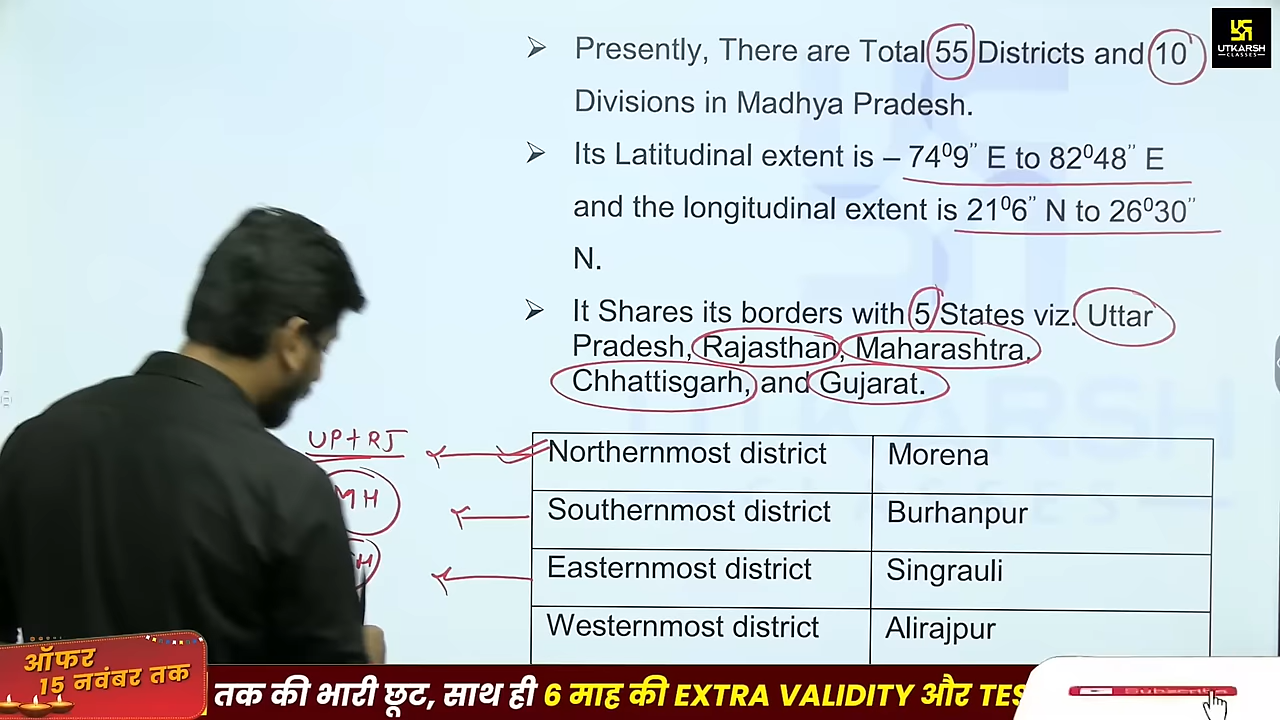 UTKARSH
CLASSES
➢ Presently, There are Total 55 Districts and 10
Divisions in Madhya Pradesh.
➢ Its Latitudinal extent is – 74⁰9” E to 82⁰48” E
and the longitudinal extent is 21⁰6” N to 26⁰30”
N.
➢ It Shares its borders with 5 States viz. Uttar
Pradesh, Rajasthan, Maharashtra,
Chhattisgarh, and Gujarat.
UP+RJ
MH
Northernmost district Morena
Southernmost district Burhanpur
Easternmost district Singrauli
Westernmost district Alirajpur
ऑफर
15 नवंबर तक
तक की भारी छूट, साथ ही 6 माह की EXTRA VALIDITY और TES
Subscribe